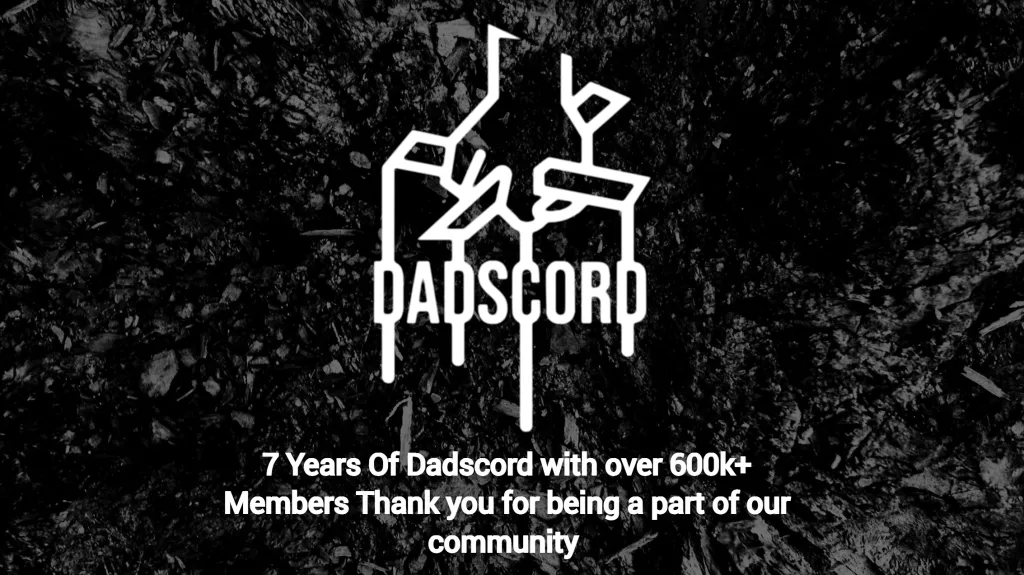 DADSCORD
7 Years Of Dadscord with over 600k+
Members Thank you for being a part of our
community